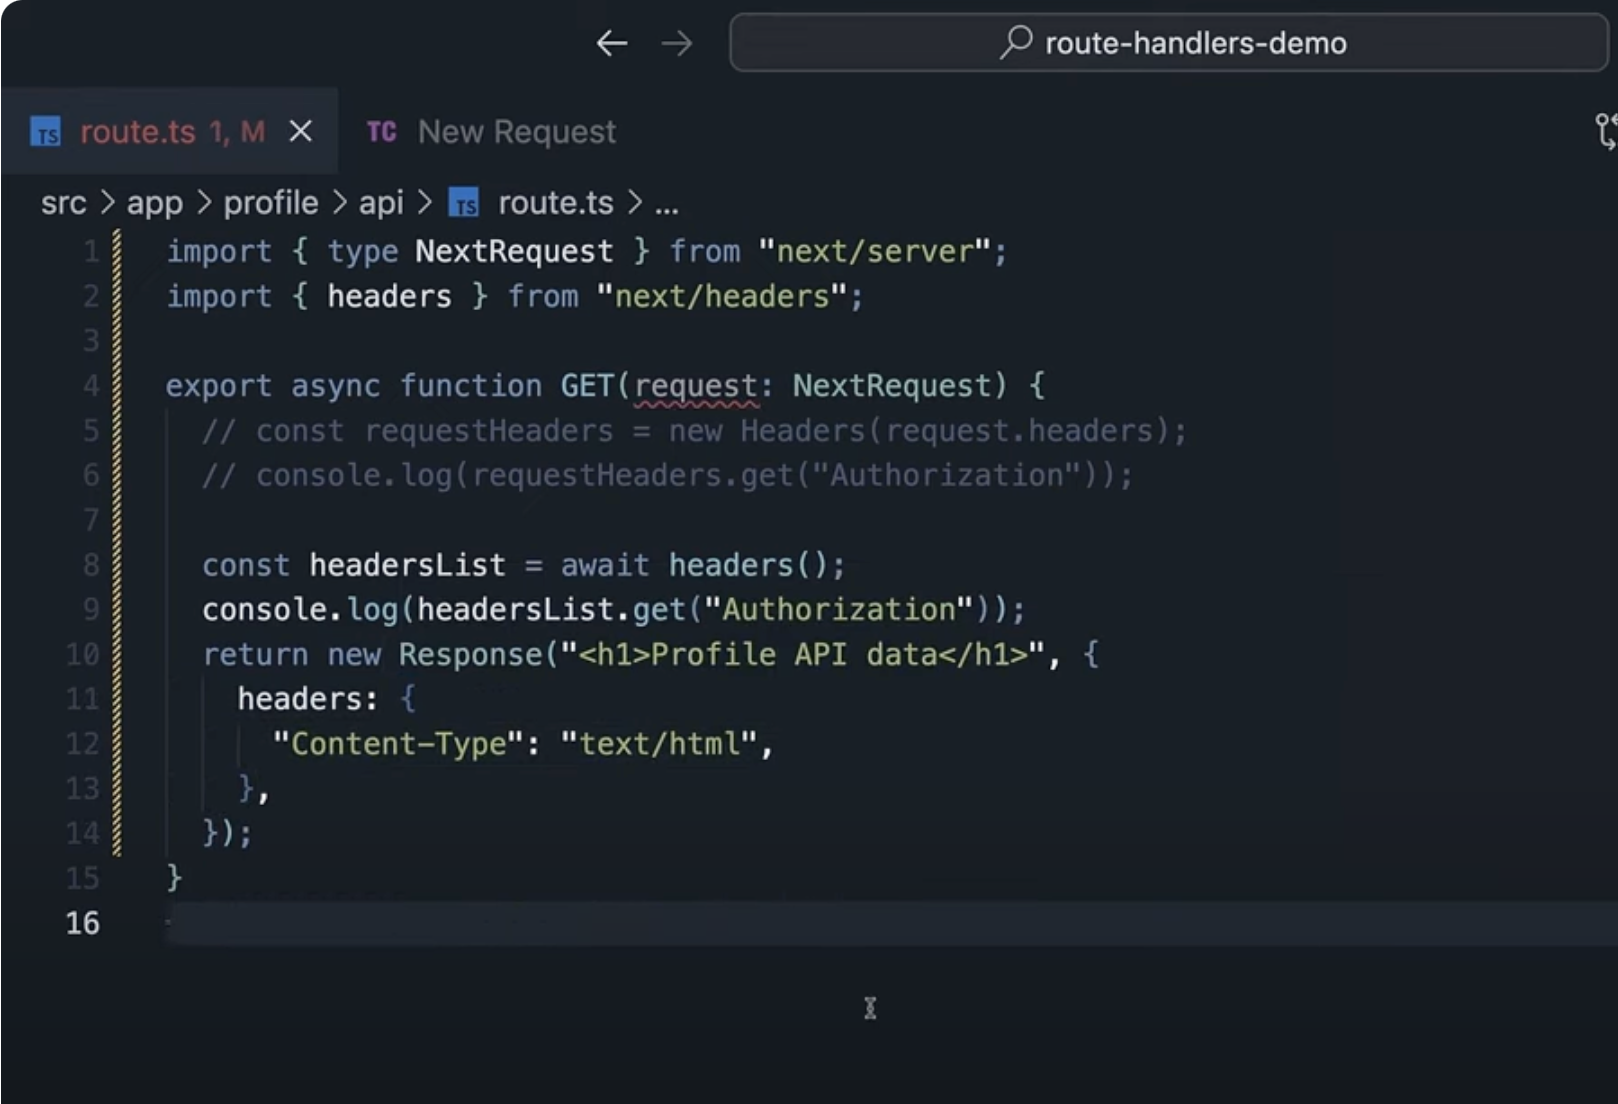 route-handlers-demo
TS route.ts 1, M TC New Request
src > app > profile > api > TS route.ts > ...
1 import { type NextRequest } from "next/server";
2 import { headers } from "next/headers";
3
4 export async function GET(request: NextRequest) {
5 // const requestHeaders = new Headers(request.headers);
6 // console.log(requestHeaders.get("Authorization"));
7
8 const headersList = await headers();
9 console.log(headersList.get("Authorization"));
10 return new Response("<h1>Profile API data</h1>", {
11 headers: {
12 "Content-Type": "text/html",
13 },
14 });
15 }
16